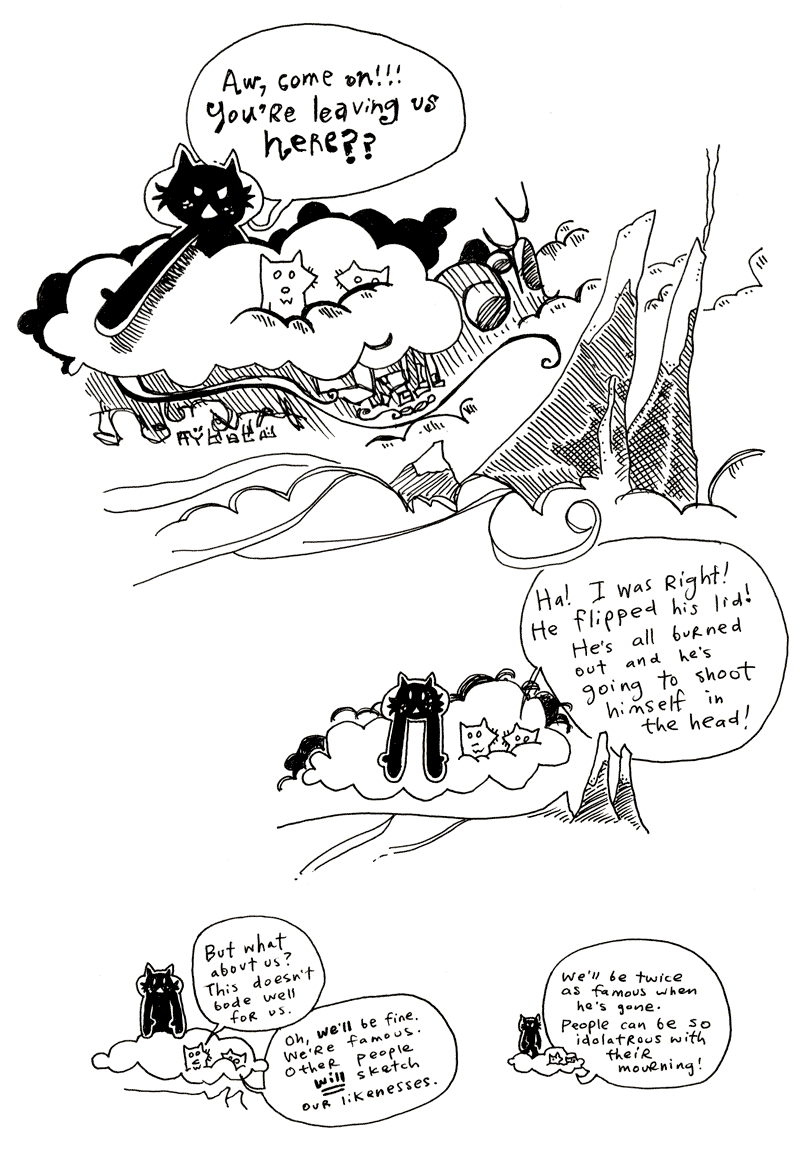 Aw, come on!!!
You're leaving us
here??
Ha! I was Right!
He flipped his lid!
He's all burned
out and he's
going to shoot
himself in
the head!
But what
about us?
This doesn't
bode well
for us.
Oh, we'll be fine.
We're famous.
Other people
will sketch
our likenesses.
We'll be twice
as famous when
he's gone.
People can be so
idolatrous with
their
mourning!